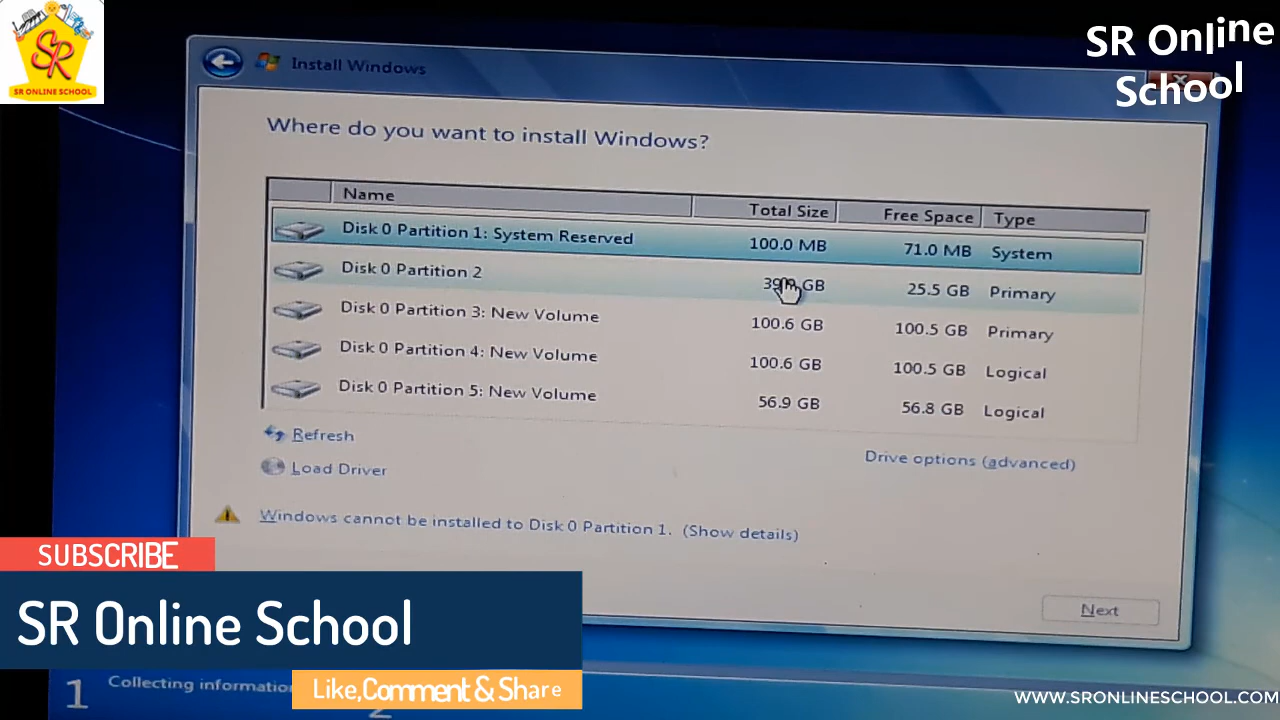 SR
SR ONLINE SCHOOL
SR Online
School
Install Windows
Where do you want to install Windows?
Name Total Size Free Space Type
Disk 0 Partition 1: System Reserved 100.0 MB 71.0 MB System
Disk 0 Partition 2 GB 25.5 GB Primary
Disk 0 Partition 3: New Volume 100.6 GB 100.5 GB Primary
Disk 0 Partition 4: New Volume 100.6 GB 100.5 GB Logical
Disk 0 Partition 5: New Volume 56.9 GB 56.8 GB Logical
Refresh
Drive options (advanced)
Load Driver
Windows cannot be installed to Disk 0 Partition 1. (Show details)
SUBSCRIBE
SR Online School
Next
Like,Comment & Share
1 Collecting information
WWW.SRONLINESCHOOL.COM